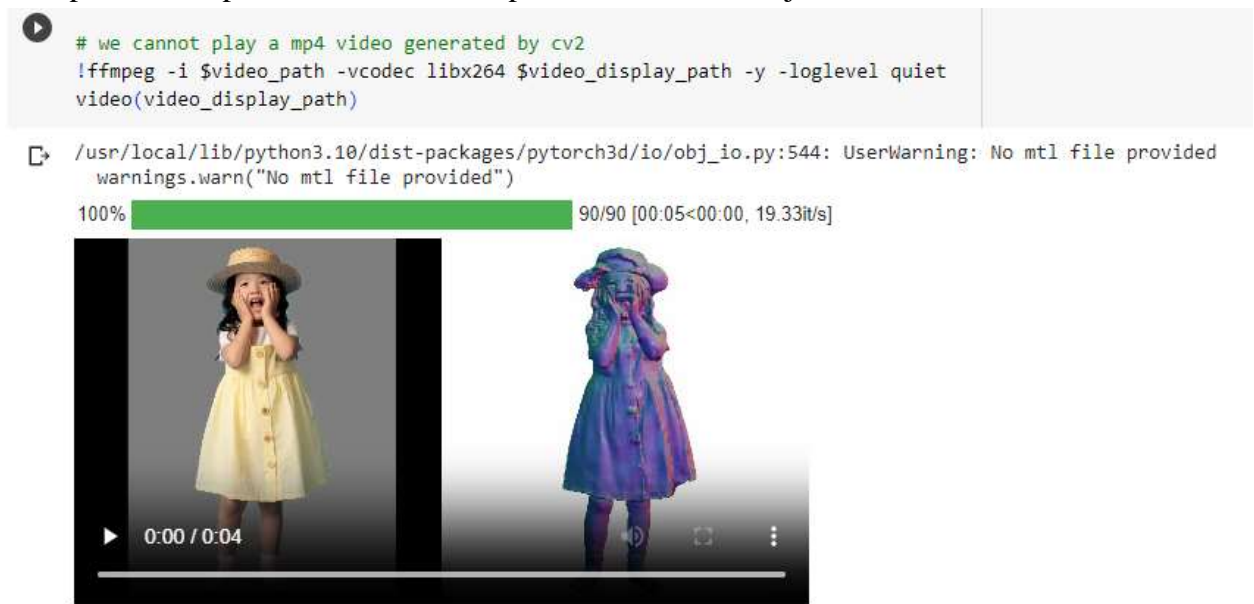 # we cannot play a mp4 video generated by cv2
!ffmpeg -i $video_path -vcodec libx264 $video_display_path -y -loglevel quiet
video(video_display_path)
/usr/local/lib/python3.10/dist-packages/pytorch3d/io/obj_io.py:544: UserWarning: No mtl file provided
warnings.warn("No mtl file provided")
100% 90/90 [00:05<00:00, 19.33it/s]
0:00 / 0:04